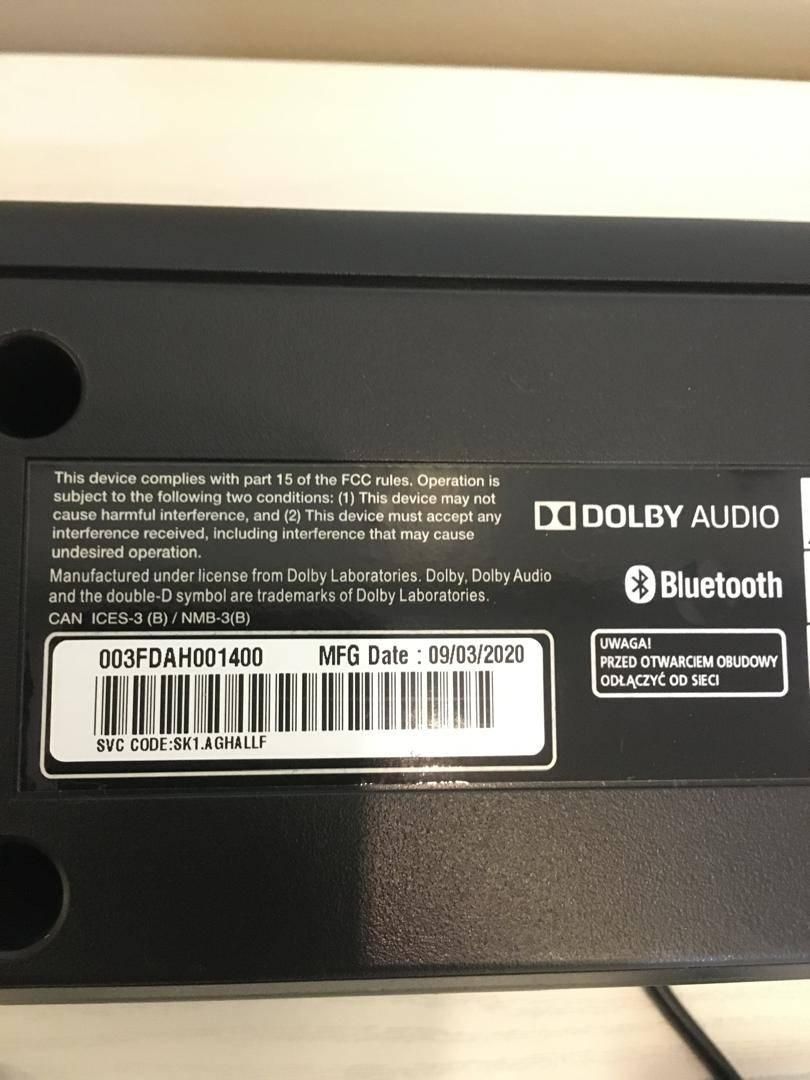 This device complies with part 15 of the FCC rules. Operation is
subject to the following two conditions: (1) This device may not
cause harmful interference, and (2) This device must accept any
interference received, including interference that may cause
undesired operation.
Manufactured under license from Dolby Laboratories. Dolby, Dolby Audio
and the double-D symbol are trademarks of Dolby Laboratories.
CAN ICES-3 (B) / NMB-3(B)
003FDAH001400 MFG Date : 09/03/2020
SVC CODE:SK1.AGHALLF
DOLBY AUDIO
Bluetooth
UWAGA!
PRZED OTWARCIEM OBUDOWY
ODŁĄCZYĆ OD SIECI